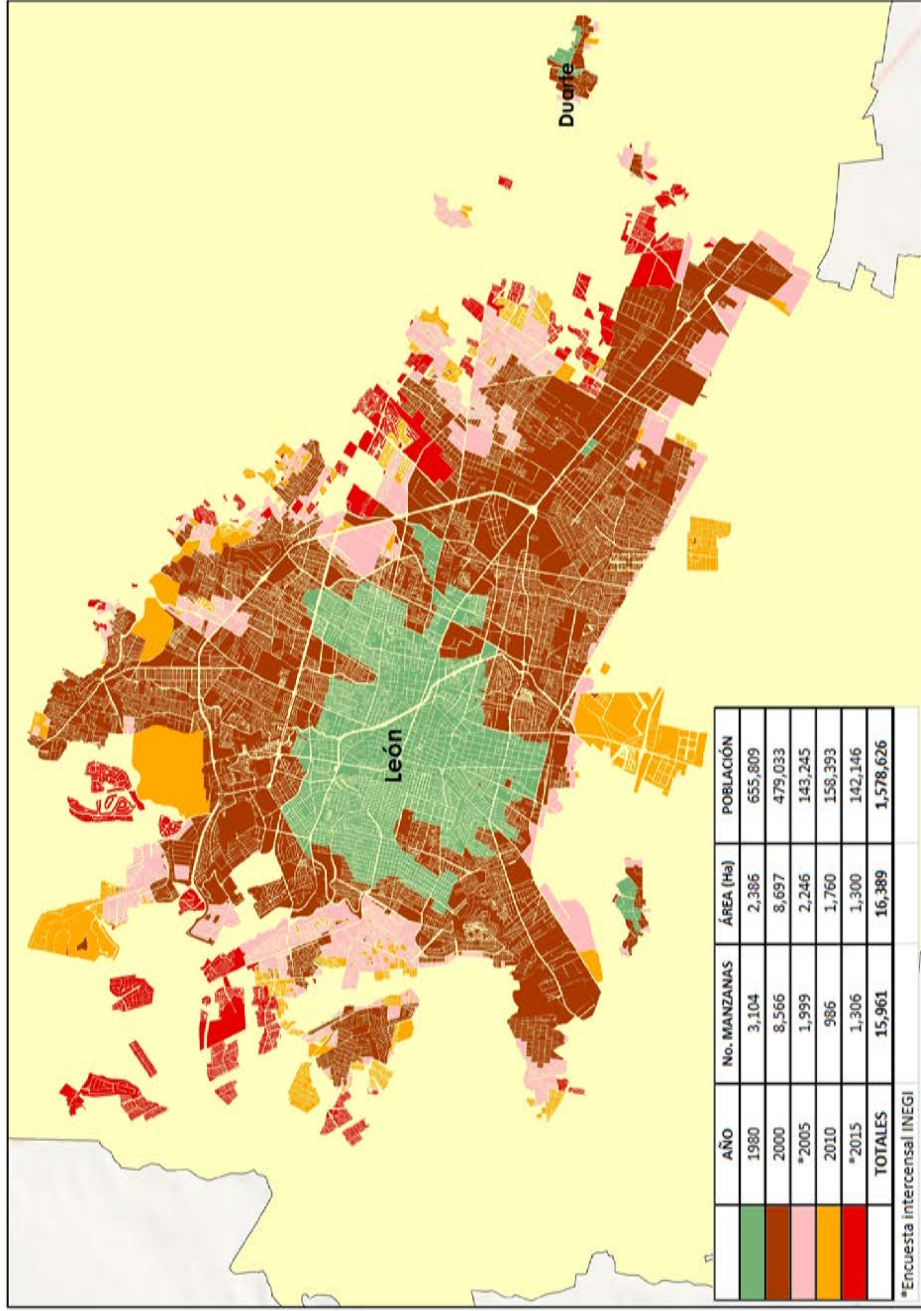 Duarte
León
AÑO No. MANZANAS ÁREA (Ha) POBLACIÓN
1980 3,104 2,386 655,809
2000 8,566 8,697 479,033
*2005 1,999 2,246 143,245
2010 986 1,760 158,393
*2015 1,306 1,300 142,146
TOTALES 15,961 16,389 1,578,626
*Encuesta intercensal INEGI